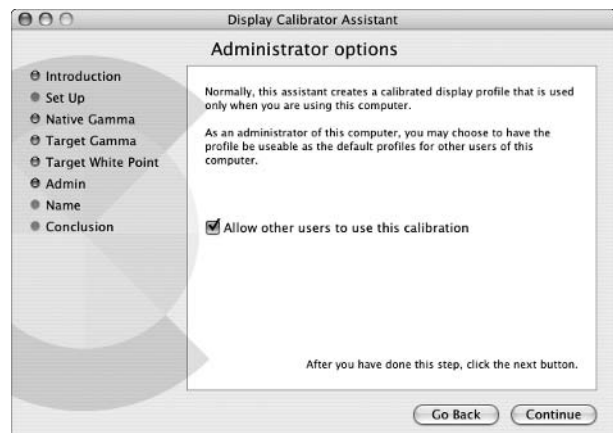 Display Calibrator Assistant
Administrator options
Introduction
Set Up
Native Gamma
Target Gamma
Target White Point
Admin
Name
Conclusion
Normally, this assistant creates a calibrated display profile that is used
only when you are using this computer.
As an administrator of this computer, you may choose to have the
profile be useable as the default profiles for other users of this
computer.
Allow other users to use this calibration
After you have done this step, click the next button.
Go Back
Continue